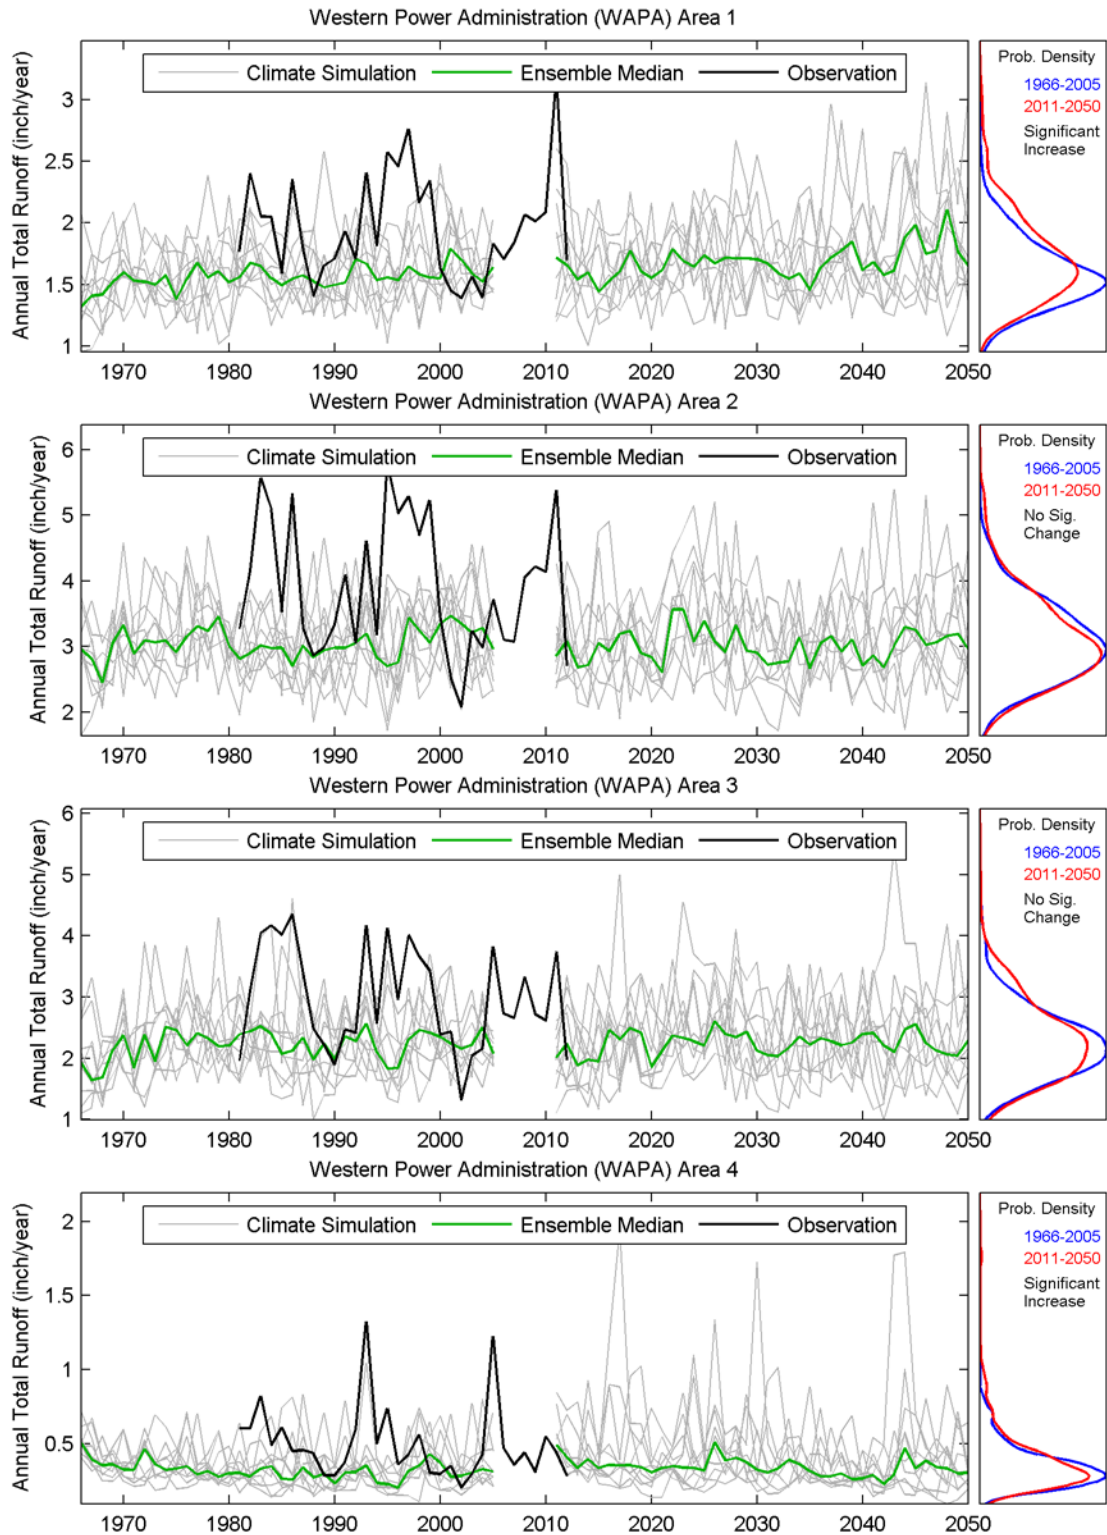 Western Power Administration (WAPA) Area 1
Annual Total Runoff (inch/year)
3
2.5
2
1.5
1
Climate Simulation Ensemble Median Observation
1970 1980 1990 2000 2010 2020 2030 2040 2050
Prob. Density
1966-2005
2011-2050
Significant
Increase
Western Power Administration (WAPA) Area 2
Annual Total Runoff (inch/year)
6
5
4
3
2
Climate Simulation Ensemble Median Observation
1970 1980 1990 2000 2010 2020 2030 2040 2050
Prob. Density
1966-2005
2011-2050
No Sig.
Change
Western Power Administration (WAPA) Area 3
Annual Total Runoff (inch/year)
6
5
4
3
2
1
Climate Simulation Ensemble Median Observation
1970 1980 1990 2000 2010 2020 2030 2040 2050
Prob. Density
1966-2005
2011-2050
No Sig.
Change
Western Power Administration (WAPA) Area 4
Annual Total Runoff (inch/year)
2
1.5
1
0.5
Climate Simulation Ensemble Median Observation
1970 1980 1990 2000 2010 2020 2030 2040 2050
Prob. Density
1966-2005
2011-2050
Significant
Increase